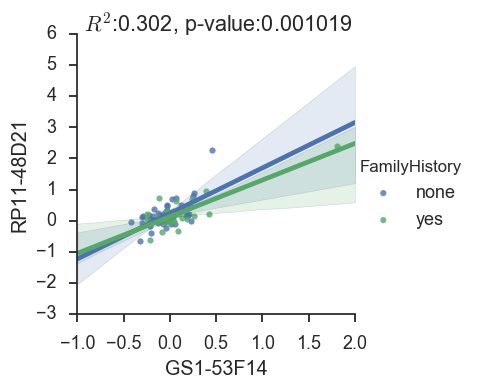 R²:0.302, p-value:0.001019
6
5
4
3
2
1
0
−1
−2
−3
RP11-48D21
−1.0 −0.5 0.0 0.5 1.0 1.5 2.0
GS1-53F14
FamilyHistory
none
yes